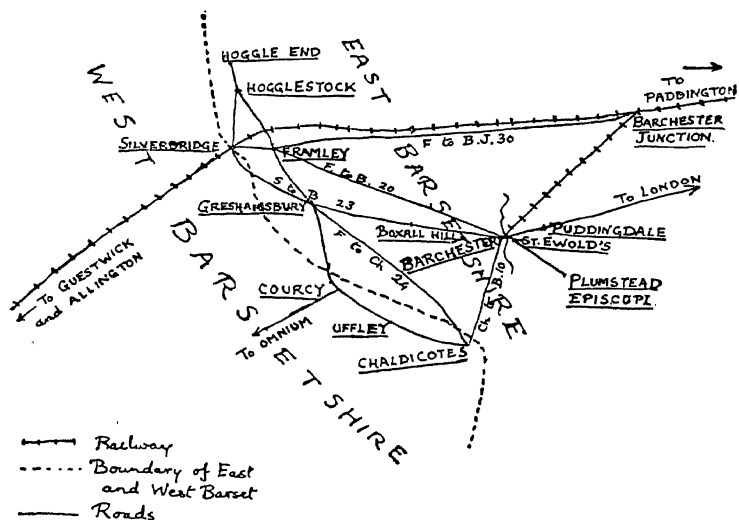 HOGGLE END
HOGGLESTOCK
EAST BARSETSHIRE
WEST BARSETSHIRE
TO PADDINGTON
BARCHESTER JUNCTION.
SILVERBRIDGE
FRAMLEY
F to B.J. 30
F. to B. 20
S to B 23
GRESHAMSBURY
TO LONDON
BOXALL HILL
PUDDINGDALE
BARCHESTER
ST. EWOLD'S
F to Ch 24
Ch to B. 10
PLUMSTEAD EPISCOPI.
TO GUESTWICK and ALLINGTON
COURCY
TO OMNIUM
UFFLEY
CHALDICOTES
Railway
Boundary of East
and West Barset
Roads